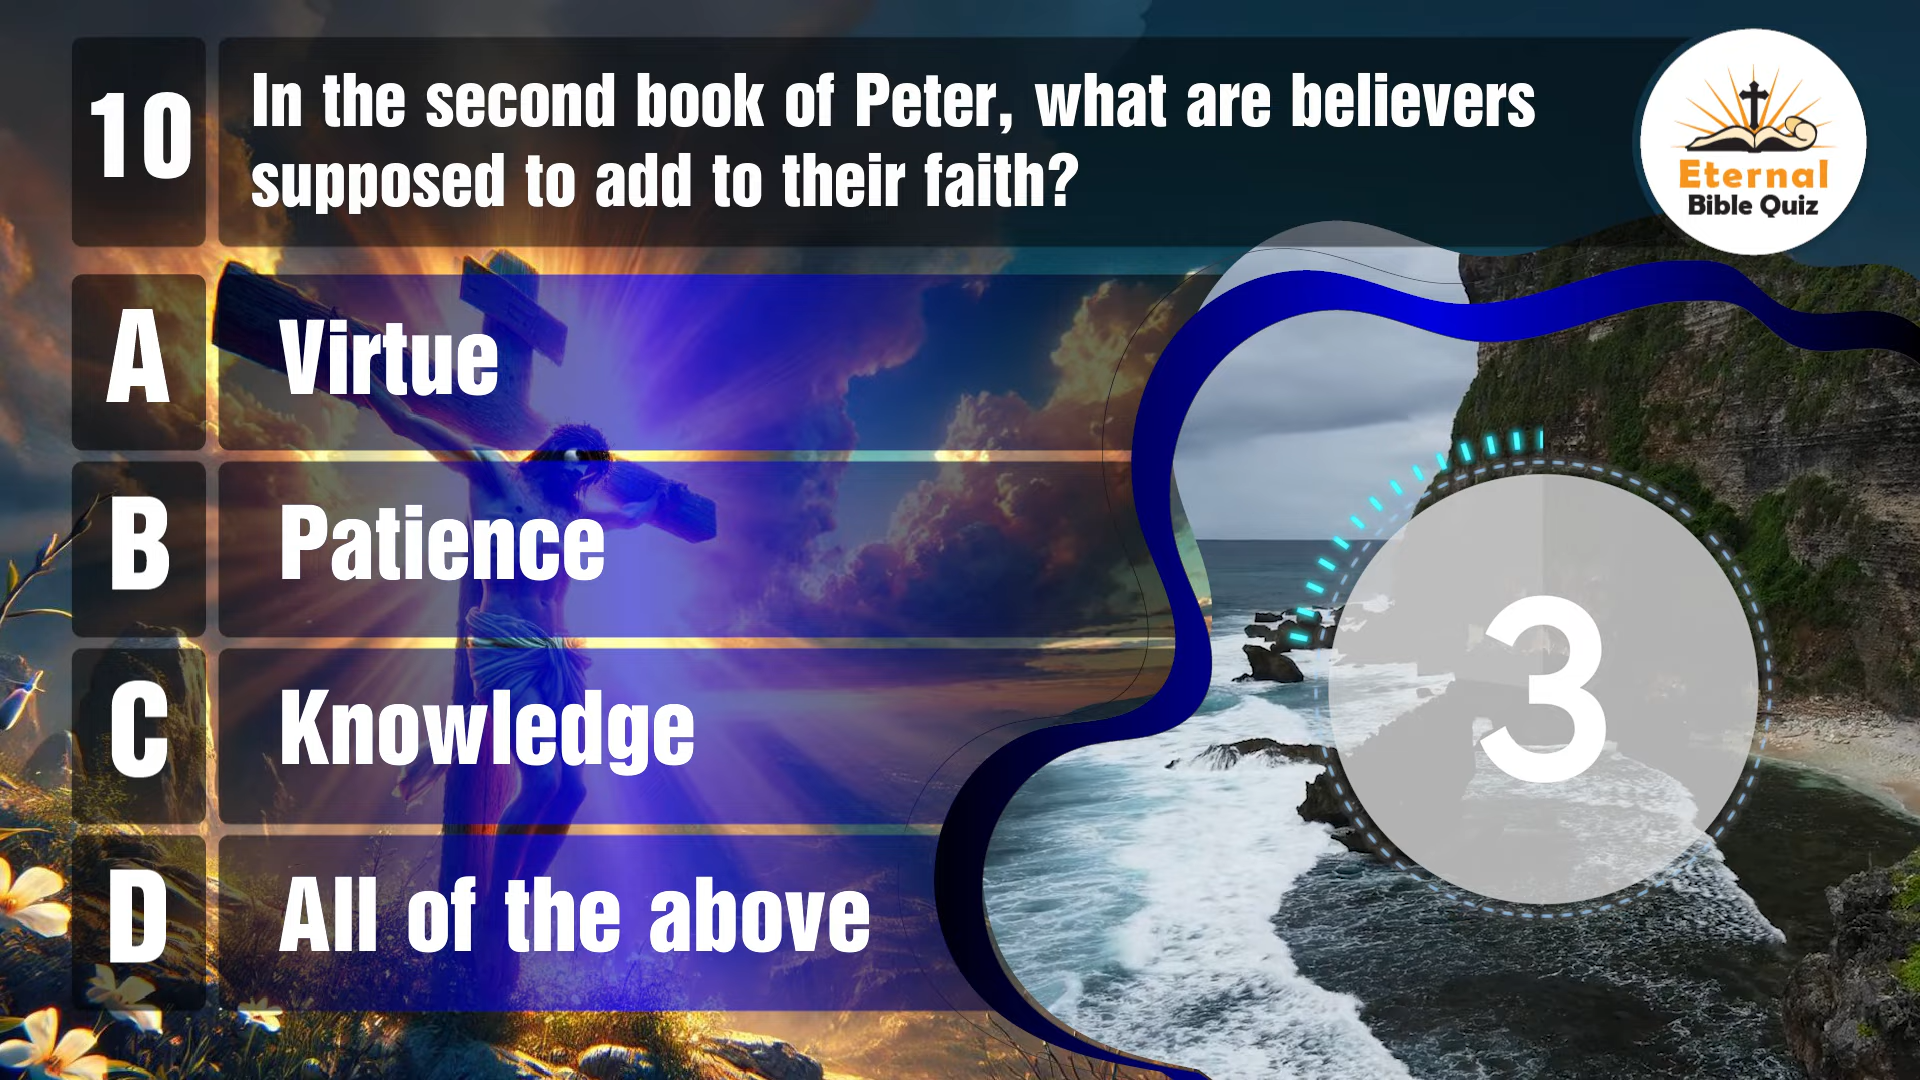 10
In the second book of Peter, what are believers
supposed to add to their faith?
Eternal
Bible Quiz
A
Virtue
B
Patience
C
Knowledge
D
All of the above
3